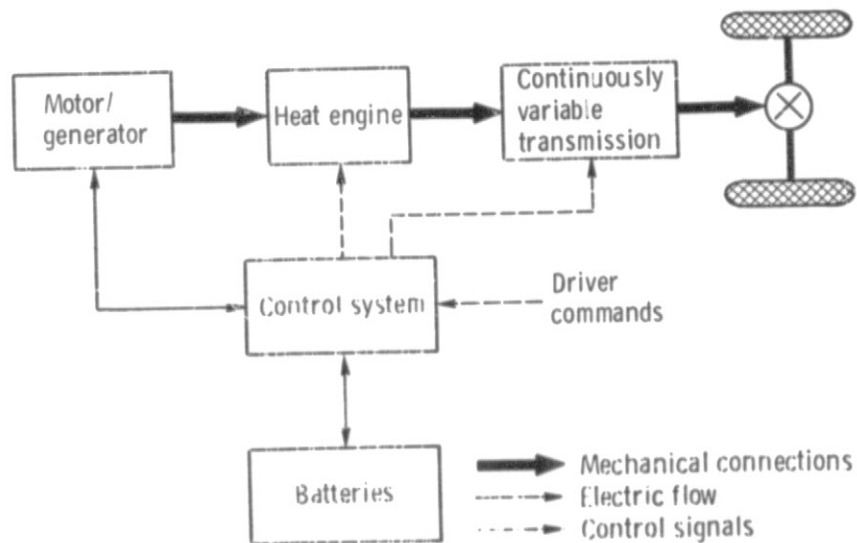 Motor/
generator
Heat engine
Continuously
variable
transmission
Control system
Driver
commands
Batteries
Mechanical connections
Electric flow
Control signals